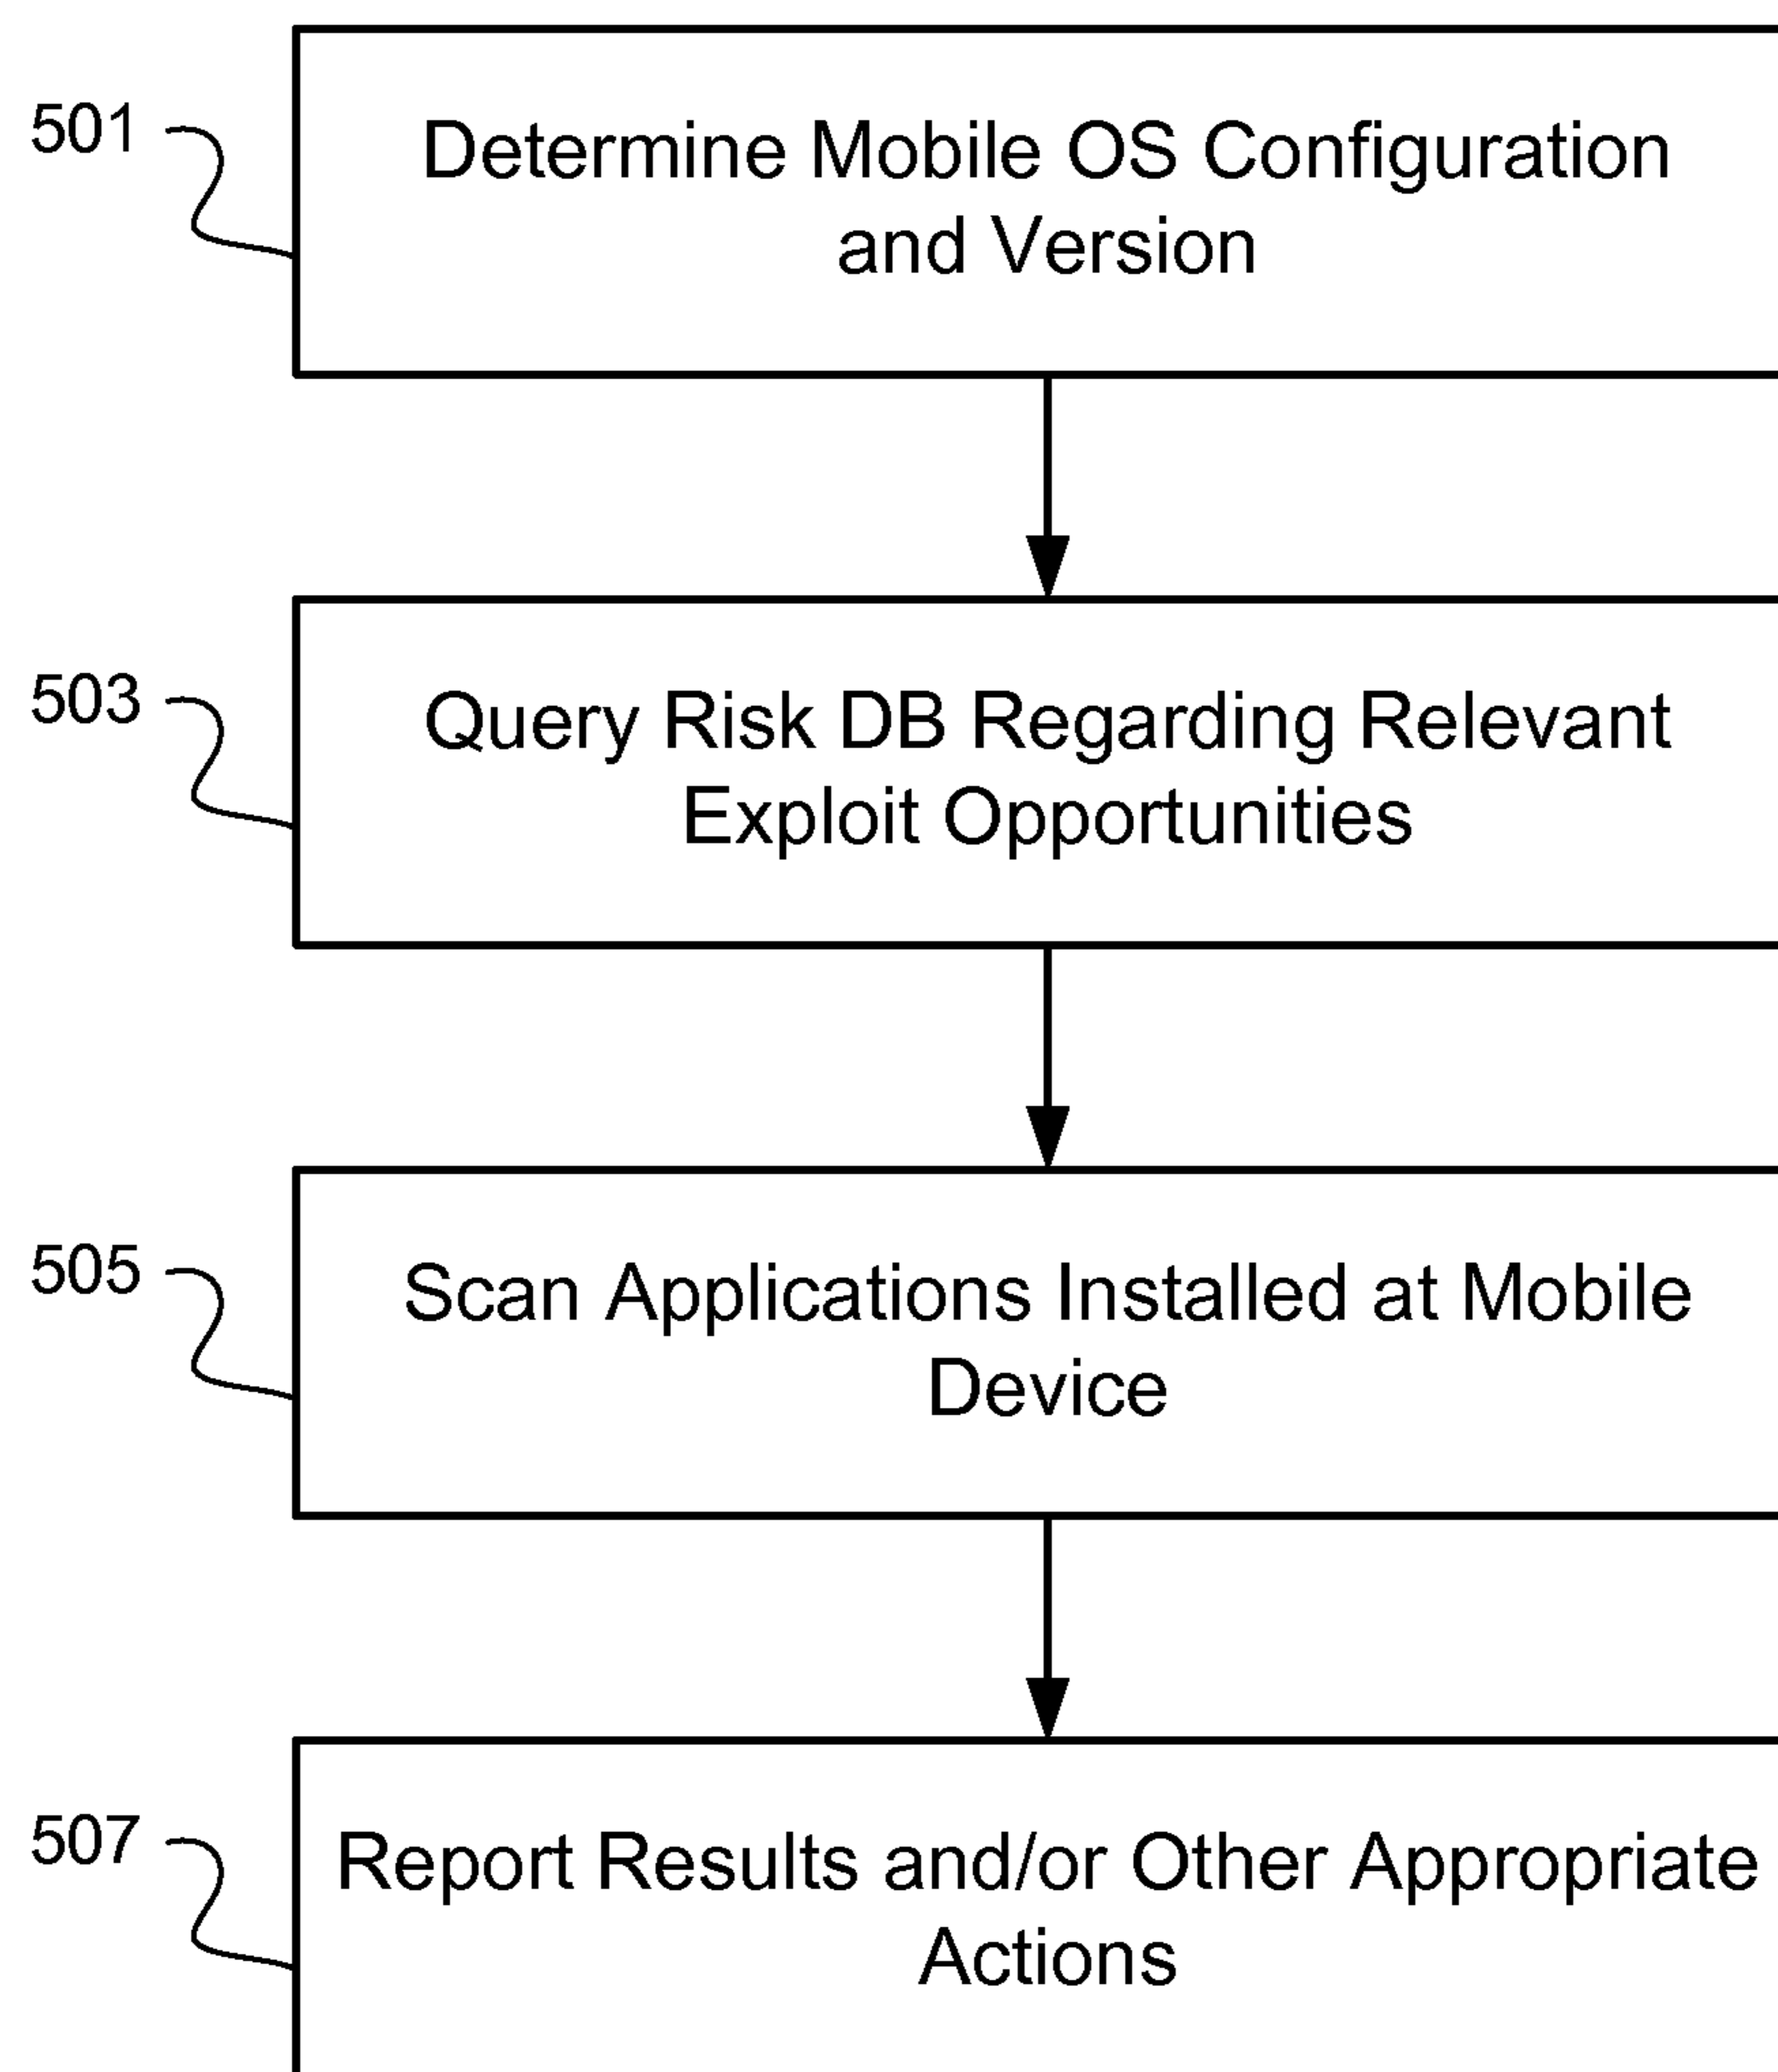 501
Determine Mobile OS Configuration
and Version
503
Query Risk DB Regarding Relevant
Exploit Opportunities
505
Scan Applications Installed at Mobile
Device
507
Report Results and/or Other Appropriate
Actions